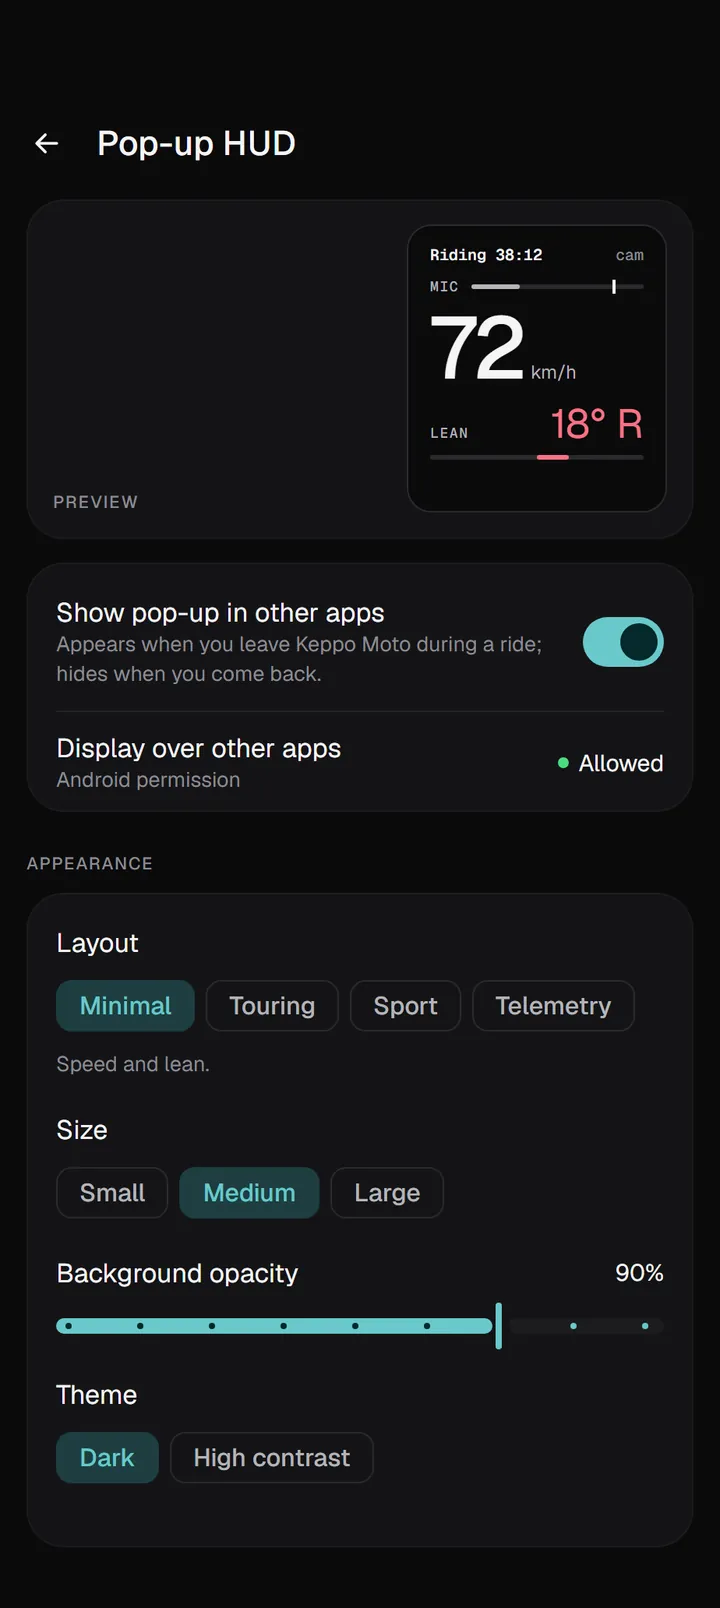 Pop-up HUD
Riding 38:12 cam
MIC
72 km/h
LEAN 18° R
PREVIEW
Show pop-up in other apps
Appears when you leave Keppo Moto during a ride;
hides when you come back.
Display over other apps
Android permission
Allowed
APPEARANCE
Layout
Minimal Touring Sport Telemetry
Speed and lean.
Size
Small Medium Large
Background opacity 90%
Theme
Dark High contrast